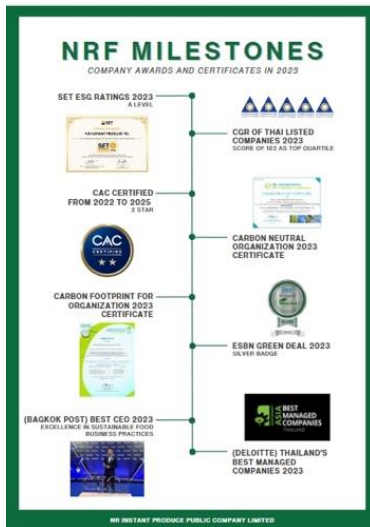 NRF MILESTONES
COMPANY AWARDS AND CERTIFICATES IN 2023
SET ESG RATINGS 2023
A LEVEL
CGR OF THAI LISTED
COMPANIES 2023
SCORE OF 102 AS TOP QUARTILE
CAC CERTIFIED
FROM 2022 TO 2025
2 STAR
CAC
CERTIFIED
CARBON NEUTRAL
ORGANIZATION 2023
CERTIFICATE
CARBON FOOTPRINT FOR
ORGANIZATION 2023
CERTIFICATE
ESBN GREEN DEAL 2023
SILVER BADGE
(BAGKOK POST) BEST CEO 2023
EXCELLENCE IN SUSTAINABLE FOOD
BUSINESS PRACTICES
ASIA
BEST
MANAGED
COMPANIES
THAILAND
(DELOITTE) THAILAND'S
BEST MANAGED
COMPANIES 2023
NR INSTANT PRODUCE PUBLIC COMPANY LIMITED